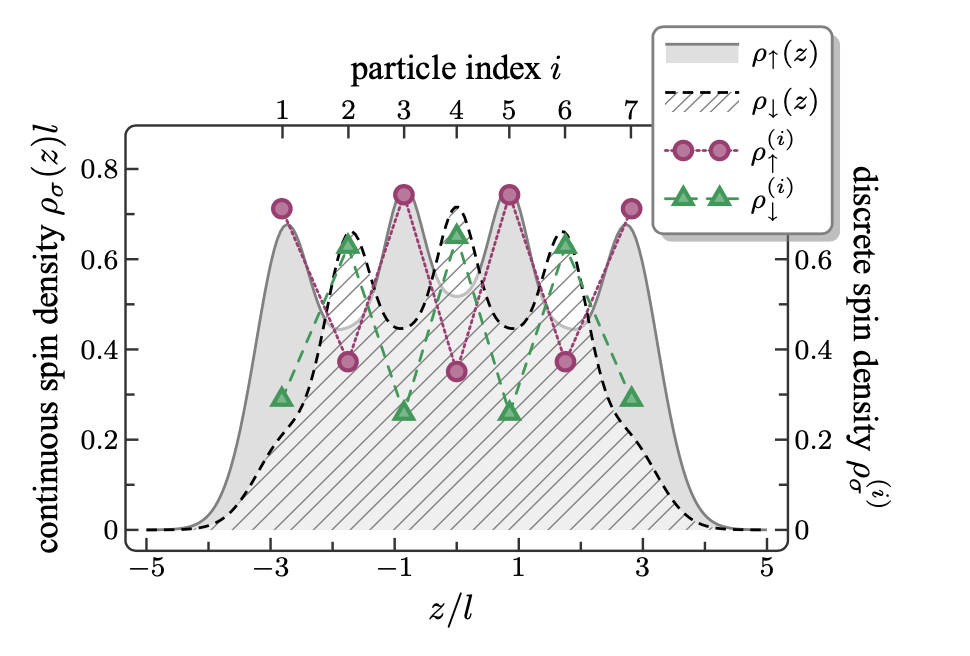 particle index i
1 2 3 4 5 6 7
ρ↑(z)
ρ↓(z)
ρ↑^(i)
ρ↓^(i)
continuous spin density ρσ(z)l
0.8
0.6
0.4
0.2
0
0.6
0.4
0.2
0
discrete spin density ρσ^(i)
−5 −3 −1 1 3 5
z/l